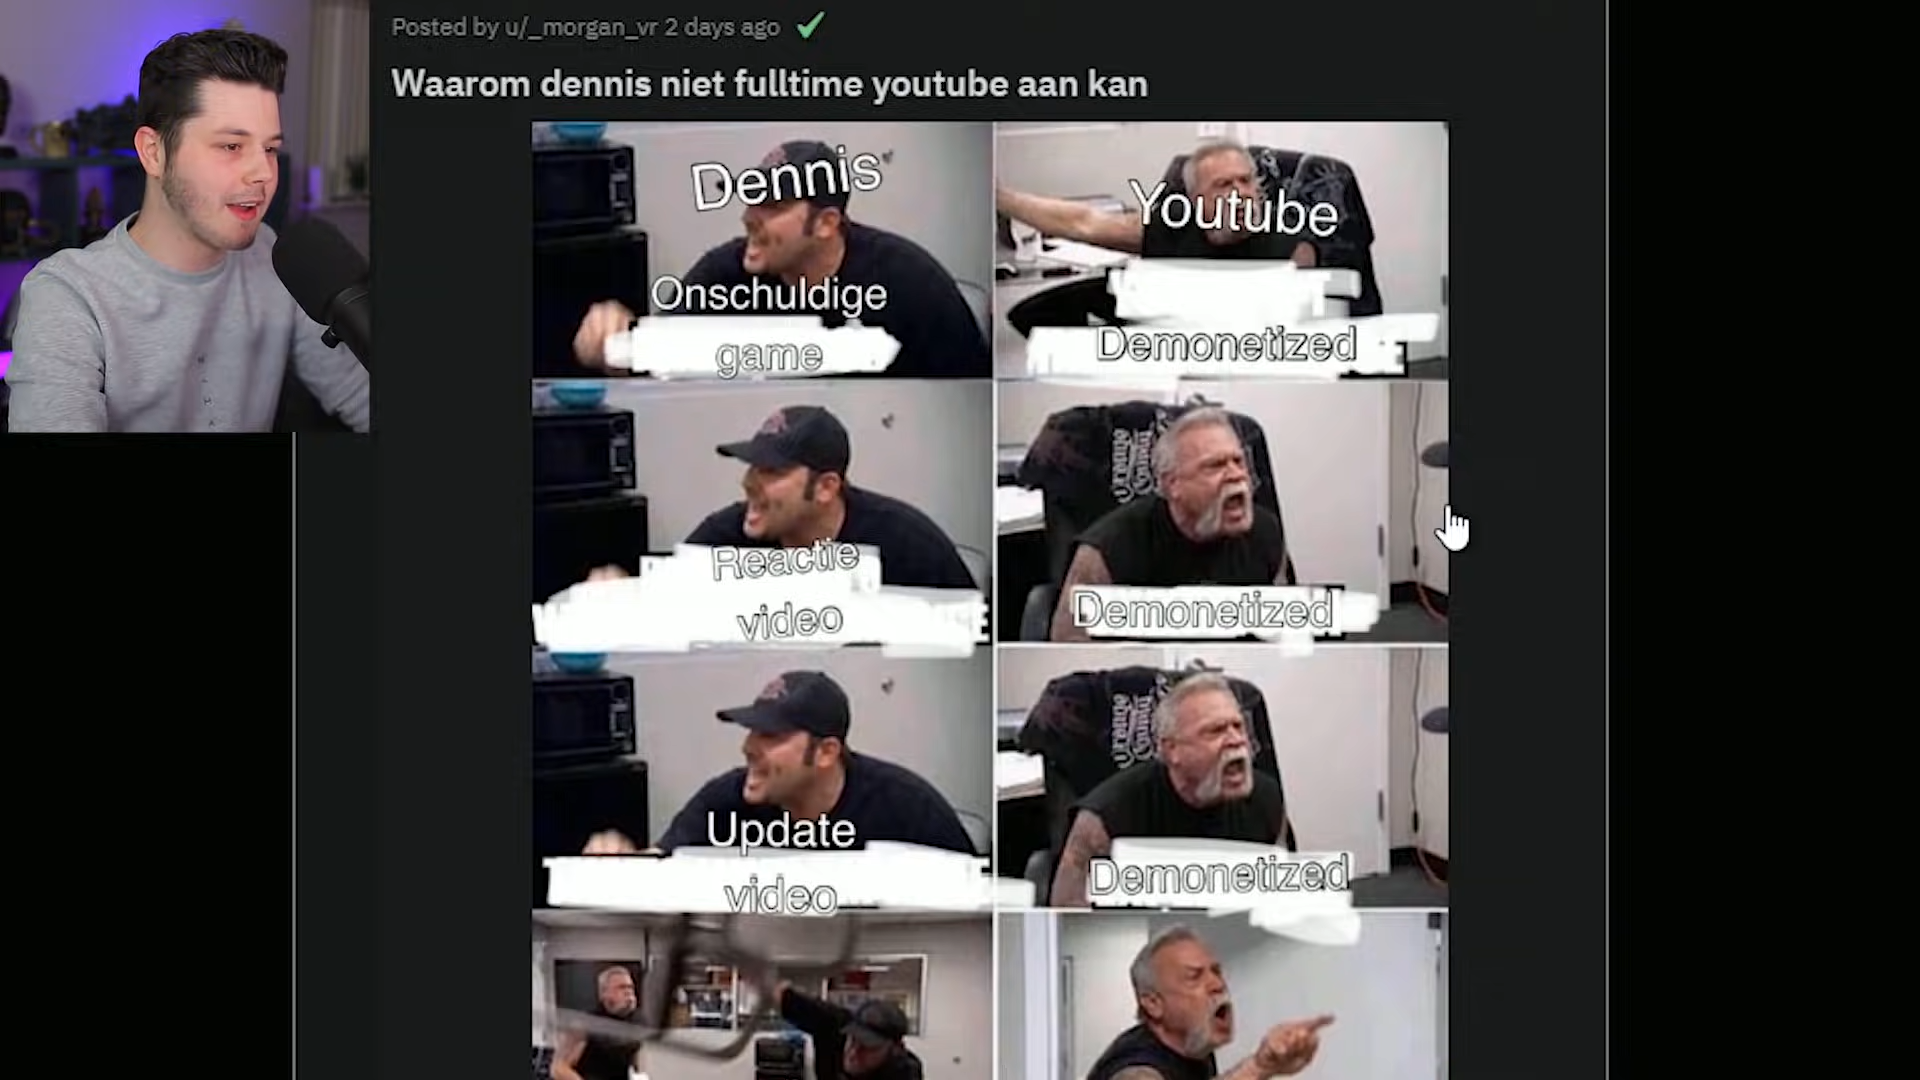 Posted by u/_morgan_vr 2 days ago
Waarom dennis niet fulltime youtube aan kan
Dennis
Youtube
Onschuldige
game
Demonetized
Reactie
video
Demonetized
Update
video
Demonetized